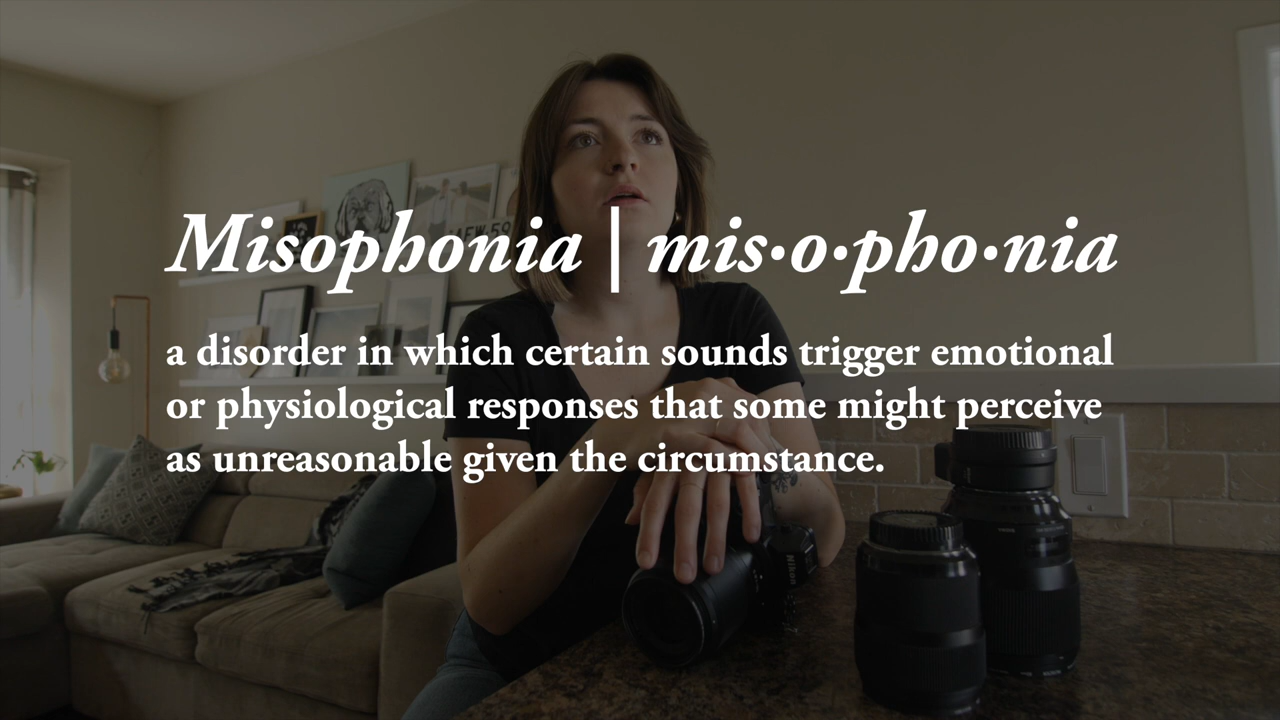 Misophonia | mis·o·pho·nia
a disorder in which certain sounds trigger emotional
or physiological responses that some might perceive
as unreasonable given the circumstance.
Nikon